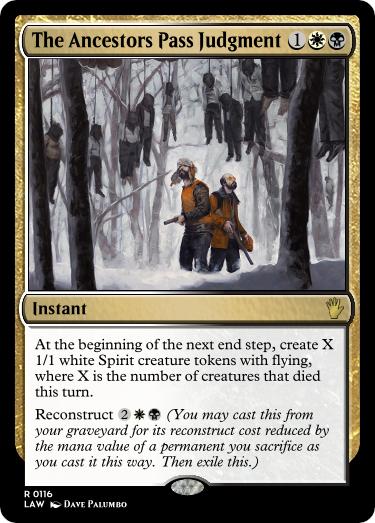 The Ancestors Pass Judgment 1
Instant
At the beginning of the next end step, create X
1/1 white Spirit creature tokens with flying,
where X is the number of creatures that died
this turn.
Reconstruct 2 (You may cast this from
your graveyard for its reconstruct cost reduced by
the mana value of a permanent you sacrifice as
you cast it this way. Then exile this.)
R 0116
LAW Dave Palumbo